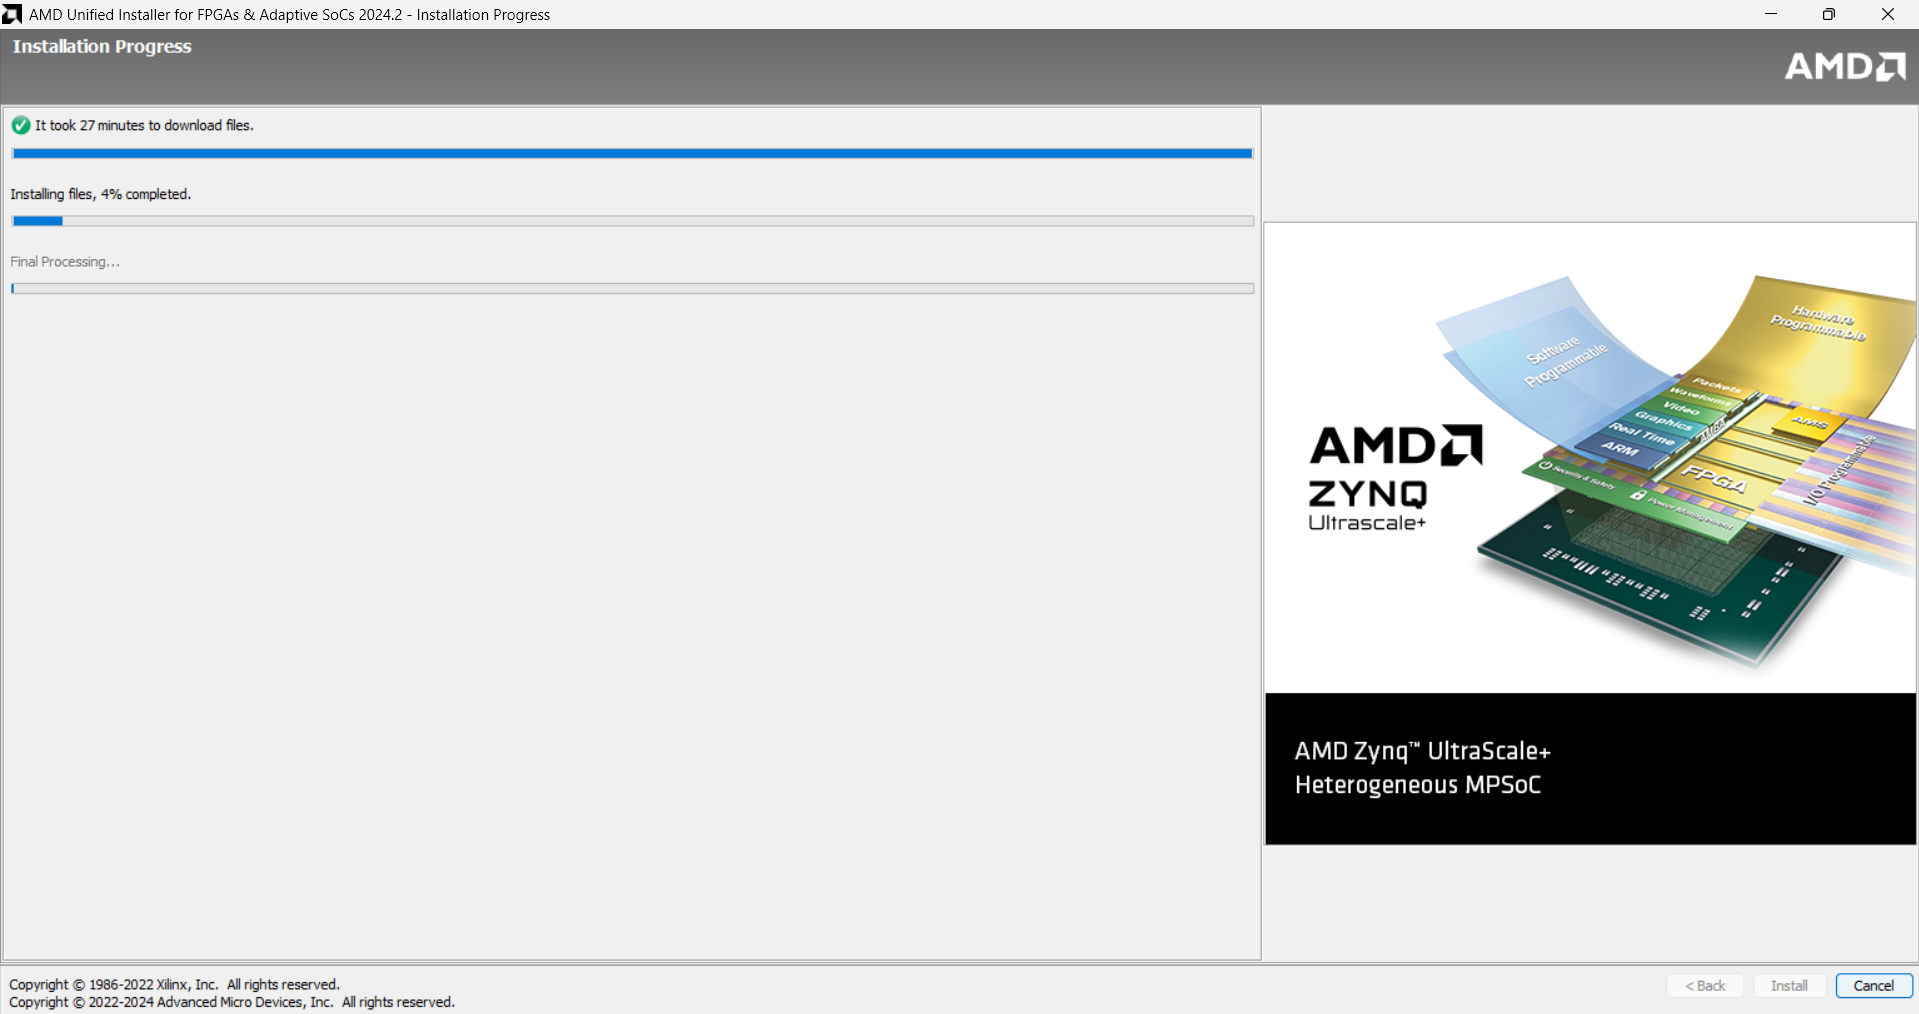 AMD Unified Installer for FPGAs & Adaptive SoCs 2024.2 - Installation Progress
Installation Progress
AMD
It took 27 minutes to download files.
Installing files, 4% completed.
Final Processing...
Hardware
Programmable
Software
Programmable
Packets
Waveforms
Video
Graphics
Real Time
ARM
AMBA
AMS
FPGA
I/O Programmable
Security & Safety
Power Management
AMD
ZYNQ
Ultrascale+
AMD Zynq™ UltraScale+
Heterogeneous MPSoC
Copyright © 1986-2022 Xilinx, Inc. All rights reserved.
Copyright © 2022-2024 Advanced Micro Devices, Inc. All rights reserved.
< Back
Install
Cancel